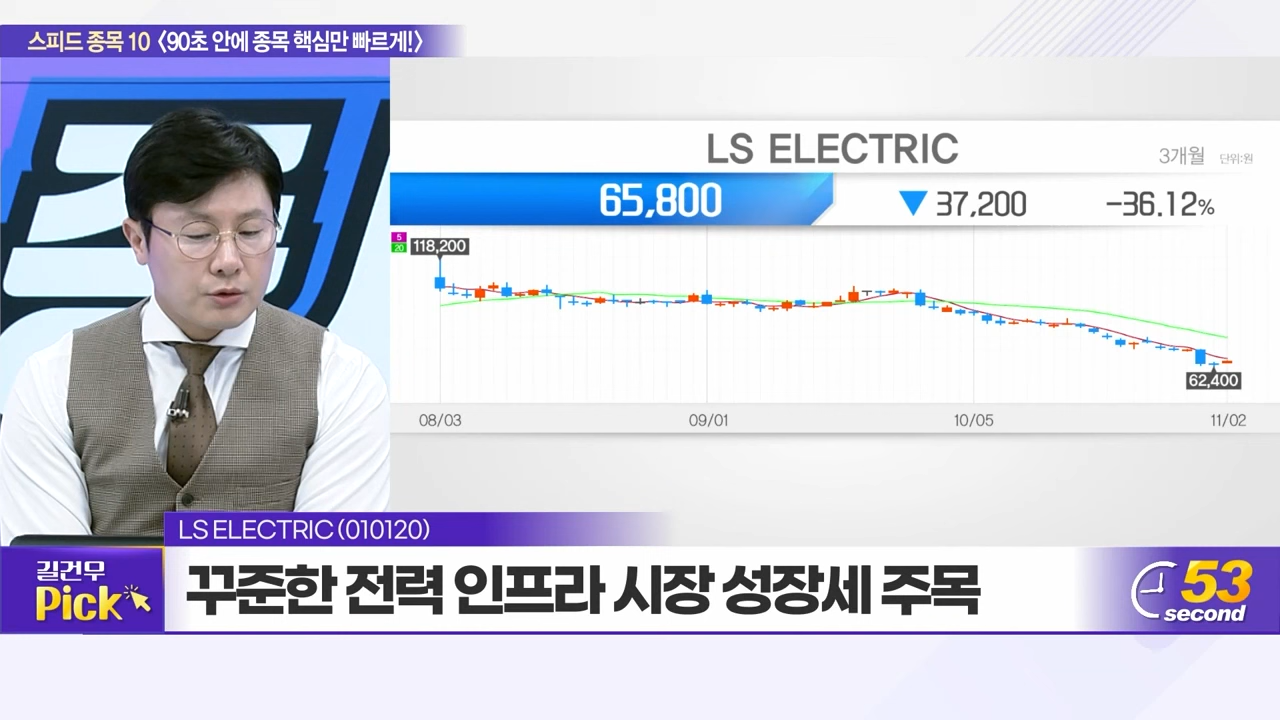 스피드 종목 10 〈90초 안에 종목 핵심만 빠르게!〉
LS ELECTRIC
3개월 단위:원
65,800 ▼ 37,200 -36.12%
5
20
118,200
62,400
08/03 09/01 10/05 11/02
LS ELECTRIC (010120)
길건무
Pick
꾸준한 전력 인프라 시장 성장세 주목
53
second